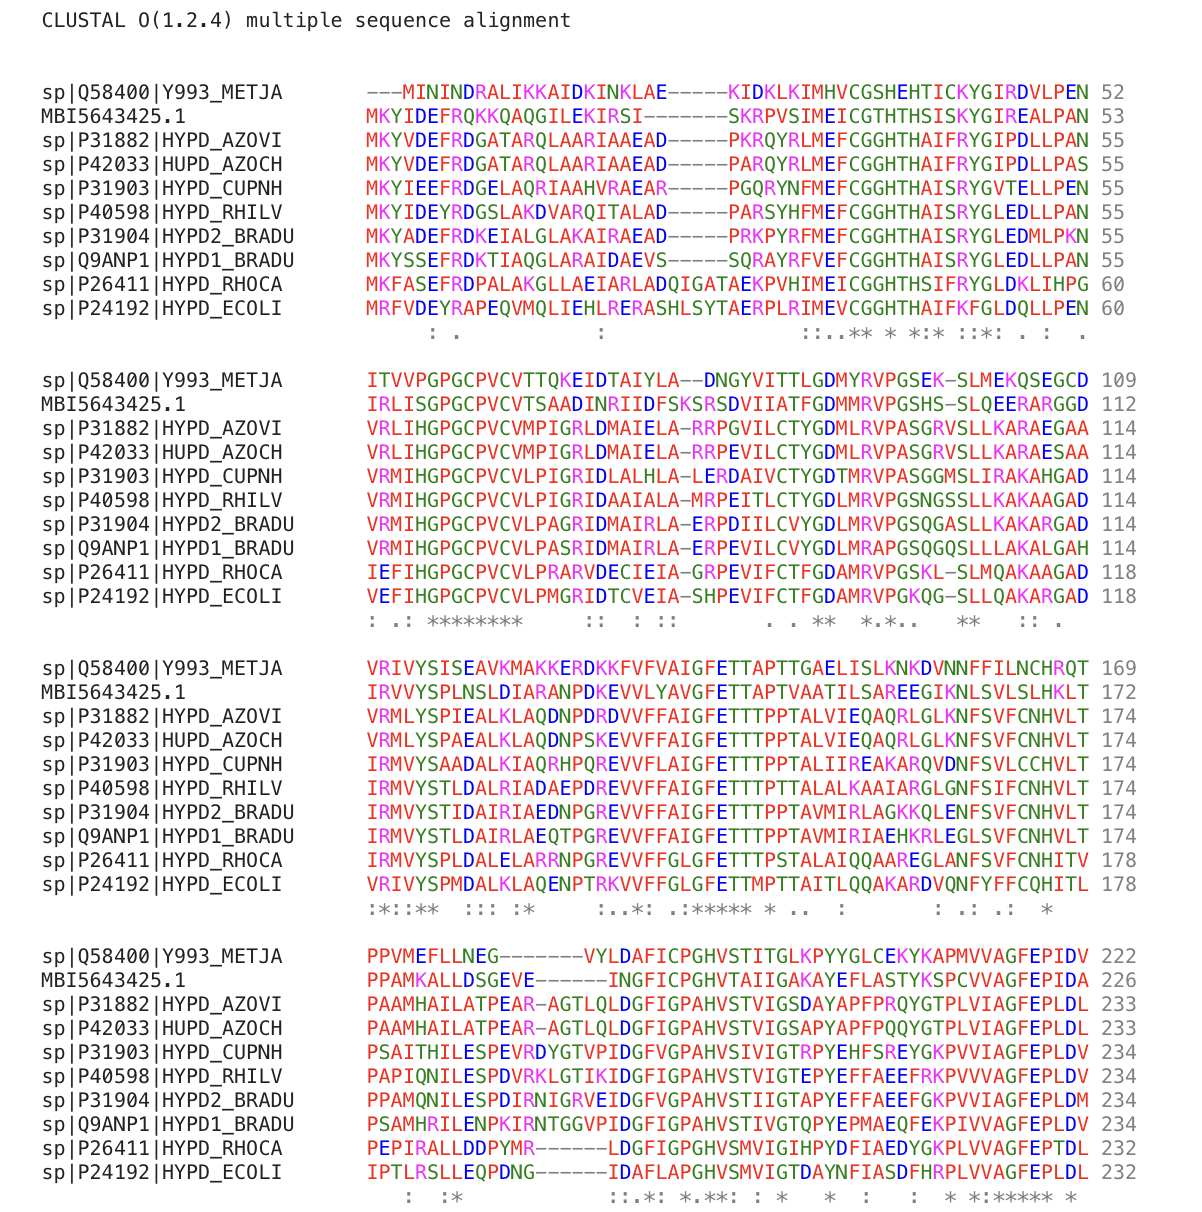 CLUSTAL O(1.2.4) multiple sequence alignment
sp|Q58400|Y993_METJA ---MININDRALIKKAIDKINKLAE-----KIDKLKIMHVCGSHEHTICKYGIRDVLPEN 52
MBI5643425.1 MKYIDEFRQKKQAQGILEKIRSI-------SKRPVSIMEICGTHTHSISKYGIREALPAN 53
sp|P31882|HYPD_AZOVI MKYVDEFRDGATARQLAARIAAEAD-----PKRQYRLMEFCGGHTHAIFRYGIPDLLPAN 55
sp|P42033|HUPD_AZOCH MKYVDEFRDGATARQLAARIAAEAD-----PARQYRLMEFCGGHTHAIFRYGIPDLLPAS 55
sp|P31903|HYPD_CUPNH MKYIEEFRDGELAQRIAAHVRAEAR-----PGQRYNFMEFCGGHTHAISRYGVTELLPEN 55
sp|P40598|HYPD_RHILV MKYIDEYRDGSLAKDVARQITALAD-----PARSYHFMEFCGGHTHAISRYGLEDLLPAN 55
sp|P31904|HYPD2_BRADU MKYADEFRDKEIALGLAKAIRAEAD-----PRKPYRFMEFCGGHTHAISRYGLEDMLPKN 55
sp|Q9ANP1|HYPD1_BRADU MKYSSEFRDKTIAQGLARAIDAEVS-----SQRAYRFVEFCGGHTHAISRYGLEDLLPAN 55
sp|P26411|HYPD_RHOCA MKFASEFRDPALAKGLLAEIARLADQIGATAEKPVHIMEICGGHTHSIFRYGLDKLIHPG 60
sp|P24192|HYPD_ECOLI MRFVDEYRAPEQVMQLIEHLRERASHLSYTAERPLRIMEVCGGHTHAIFKFGLDQLLPEN 60
: . : ::..** * *:* ::*: . : .
sp|Q58400|Y993_METJA ITVVPGPGCPVCVTTQKEIDTAIYLA--DNGYVITTLGDMYRVPGSEK-SLMEKQSEGCD 109
MBI5643425.1 IRLISGPGCPVCVTSAADINRIIDFSKSRSDVIIATFGDMMRVPGSHS-SLQEERARGGD 112
sp|P31882|HYPD_AZOVI VRLIHGPGCPVCVMPIGRLDMAIELA-RRPGVILCTYGDMLRVPASGRVSLLKARAEGAA 114
sp|P42033|HUPD_AZOCH VRLIHGPGCPVCVMPIGRLDMAIELA-RRPEVILCTYGDMLRVPASGRVSLLKARAESAA 114
sp|P31903|HYPD_CUPNH VRMIHGPGCPVCVLPIGRIDLALHLA-LERDAIVCTYGDTMRVPASGGMSLIRAKAHGAD 114
sp|P40598|HYPD_RHILV VRMIHGPGCPVCVLPIGRIDAAIALA-MRPEITLCTYGDLMRVPGSNGSSLLKAKAAGAD 114
sp|P31904|HYPD2_BRADU VRMIHGPGCPVCVLPAGRIDMAIRLA-ERPDIILCVYGDLMRVPGSQGASLLKAKARGAD 114
sp|Q9ANP1|HYPD1_BRADU VRMIHGPGCPVCVLPASRIDMAIRLA-ERPEVILCVYGDLMRAPGSQGQSLLLAKALGAH 114
sp|P26411|HYPD_RHOCA IEFIHGPGCPVCVLPRARVDECIEIA-GRPEVIFCTFGDAMRVPGSKL-SLMQAKAAGAD 118
sp|P24192|HYPD_ECOLI VEFIHGPGCPVCVLPMGRIDTCVEIA-SHPEVIFCTFGDAMRVPGKQG-SLLQAKARGAD 118
: .: ******** :: : :: . . ** *.*.. ** :: .
sp|Q58400|Y993_METJA VRIVYSISEAVKMAKKERDKKFVFVAIGFETTAPTTGAELISLKNKDVNNFFILNCHRQT 169
MBI5643425.1 IRVVYSPLNSLDIARANPDKEVVLYAVGFETTAPTVAATILSAREEGIKNLSVLSLHKLT 172
sp|P31882|HYPD_AZOVI VRMLYSPIEALKLAQDNPDRDVVFFAIGFETTTPPTALVIEQAQRLGLKNFSVFCNHVLT 174
sp|P42033|HUPD_AZOCH VRMLYSPAEALKLAQDNPSKEVVFFAIGFETTTPPTALVIEQAQRLGLKNFSVFCNHVLT 174
sp|P31903|HYPD_CUPNH IRMVYSAADALKIAQRHPQREVVFLAIGFETTTPPTALIIREAKARQVDNFSVLCCHVLT 174
sp|P40598|HYPD_RHILV IRMVYSTLDALRIADAEPDREVVFFAIGFETTTPTTALALKAAIARGLGNFSIFCNHVLT 174
sp|P31904|HYPD2_BRADU IRMVYSTIDAIRIAEDNPGREVVFFAIGFETTTPPTAVMIRLAGKKQLENFSVFCNHVLT 174
sp|Q9ANP1|HYPD1_BRADU IRMVYSTLDAIRLAEQTPGREVVFFAIGFETTTPPTAVMIRIAEHKRLEGLSVFCNHVLT 174
sp|P26411|HYPD_RHOCA IRMVYSPLDALELARRNPGREVVFFGLGFETTTPSTALAIQQAAREGLANFSVFCNHITV 178
sp|P24192|HYPD_ECOLI VRIVYSPMDALKLAQENPTRKVVFFGLGFETTMPTTAITLQQAKARDVQNFYFFCQHITL 178
:*::** ::: :* :..*: .:***** * .. : : .: .: *
sp|Q58400|Y993_METJA PPVMEFLLNEG-------VYLDAFICPGHVSTITGLKPYYGLCEKYKAPMVVAGFEPIDV 222
MBI5643425.1 PPAMKALLDSGEVE------INGFICPGHVTAIIGAKAYEFLASTYKSPCVVAGFEPIDA 226
sp|P31882|HYPD_AZOVI PAAMHAILATPEAR-AGTLQLDGFIGPAHVSTVIGSDAYAPFPRQYGTPLVIAGFEPLDL 233
sp|P42033|HUPD_AZOCH PAAMHAILATPEAR-AGTLQLDGFIGPAHVSTVIGSAPYAPFPQQYGTPLVIAGFEPLDL 233
sp|P31903|HYPD_CUPNH PSAITHILESPEVRDYGTVPIDGFVGPAHVSIVIGTRPYEHFSREYGKPVVIAGFEPLDV 234
sp|P40598|HYPD_RHILV PAPIQNILESPDVRKLGTIKIDGFIGPAHVSTVIGTEPYEFFAEEFRKPVVVAGFEPLDV 234
sp|P31904|HYPD2_BRADU PPAMQNILESPDIRNIGRVEIDGFVGPAHVSTIIGTAPYEFFAEEFGKPVVIAGFEPLDM 234
sp|Q9ANP1|HYPD1_BRADU PSAMHRILENPKIRNTGGVPIDGFIGPAHVSTVIGTQPYEPMAEQFEKPIVVAGFEPLDV 234
sp|P26411|HYPD_RHOCA PEPIRALLDDPYMR------LDGFIGPGHVSMVIGIHPYDFIAEDYGKPLVVAGFEPTDL 232
sp|P24192|HYPD_ECOLI IPTLRSLLEQPDNG------IDAFLAPGHVSMVIGTDAYNFIASDFHRPLVVAGFEPLDL 232
: :* ::.*: *.**: : * * : : * *:***** *